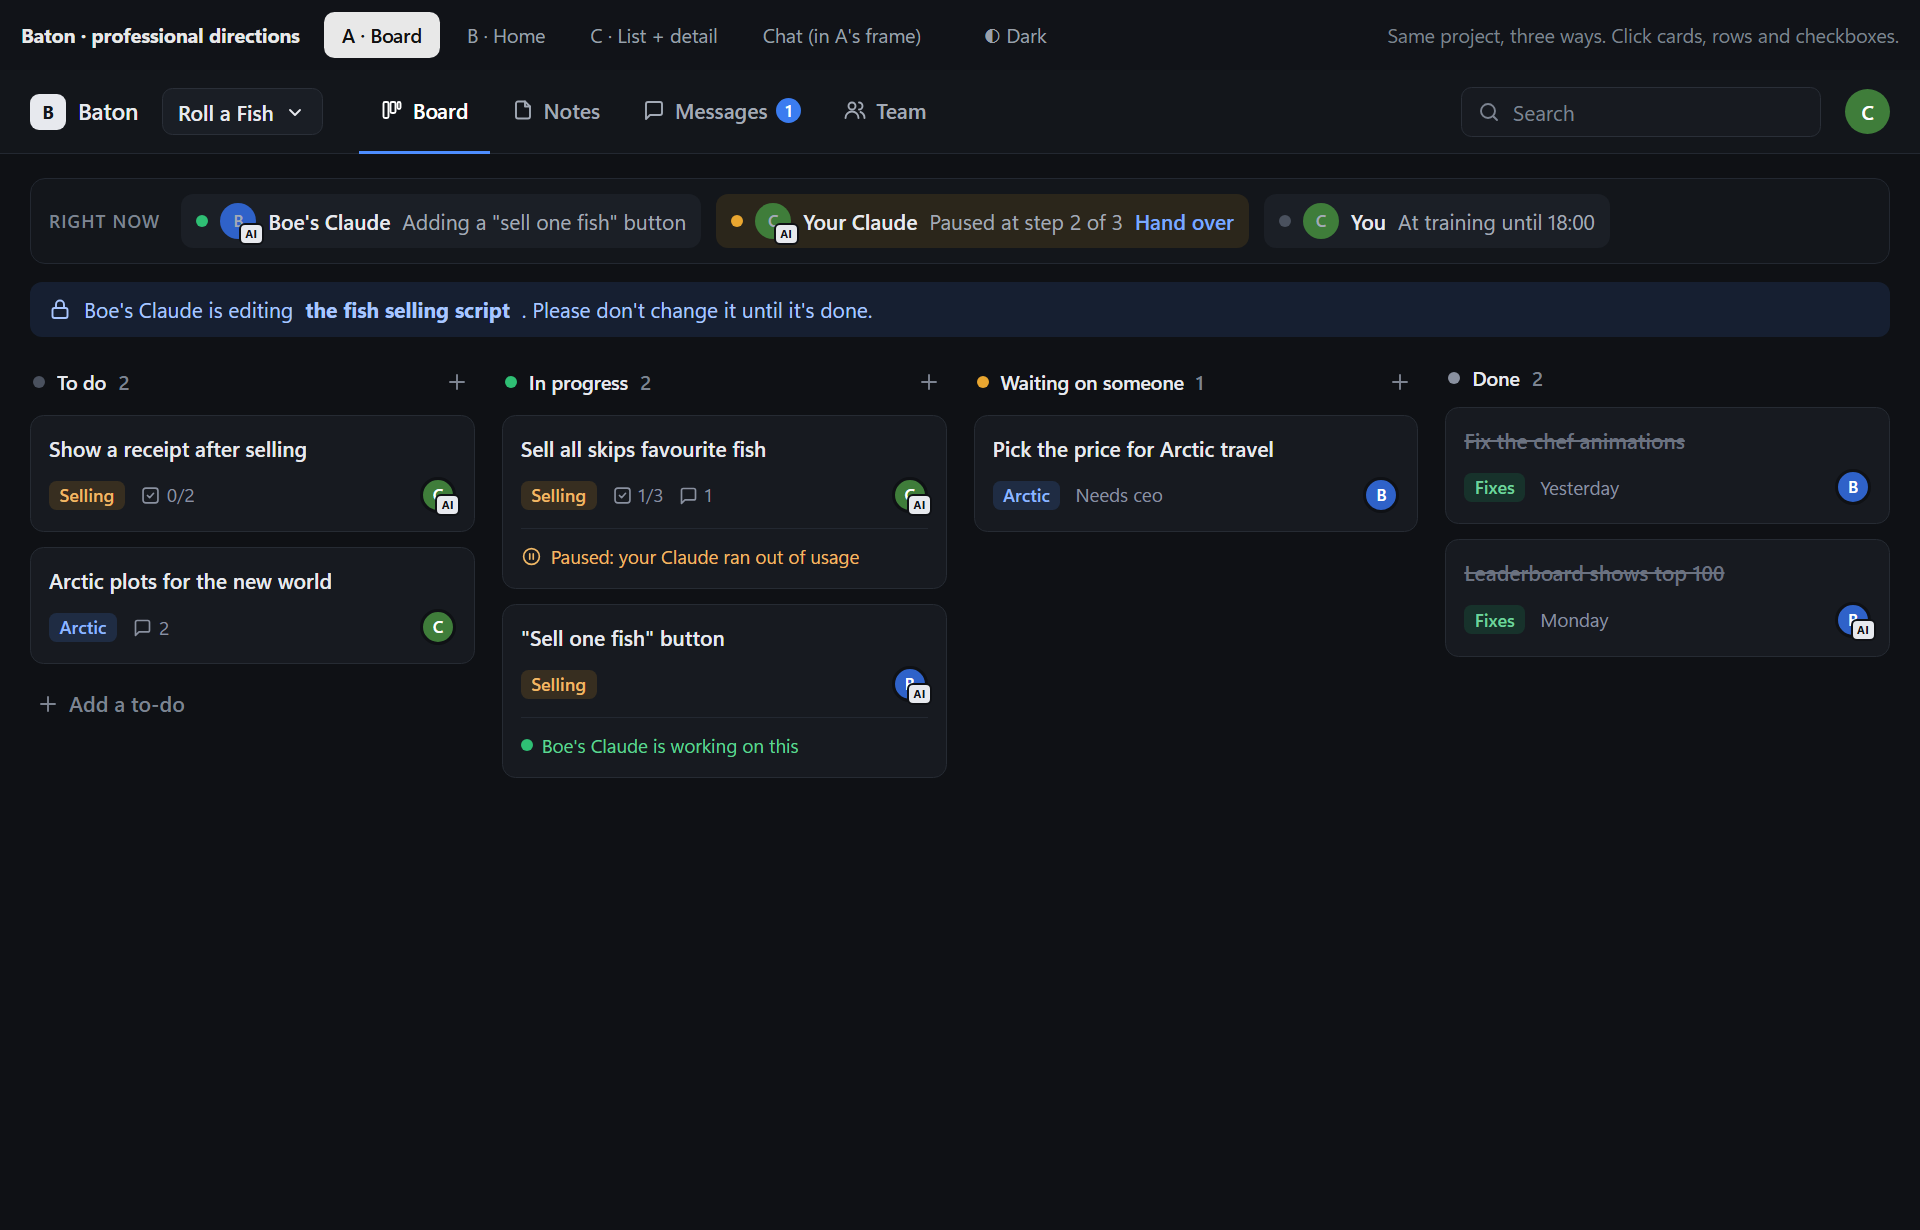 Baton · professional directions
A · Board
B · Home
C · List + detail
Chat (in A's frame)
Dark
Same project, three ways. Click cards, rows and checkboxes.
B
Baton
Roll a Fish
Board
Notes
Messages 1
Team
Search
C
RIGHT NOW
B AI Boe's Claude Adding a "sell one fish" button
C AI Your Claude Paused at step 2 of 3 Hand over
C You At training until 18:00
Boe's Claude is editing the fish selling script . Please don't change it until it's done.
To do 2
Show a receipt after selling
Selling 0/2 C AI
Arctic plots for the new world
Arctic 2 C
Add a to-do
In progress 2
Sell all skips favourite fish
Selling 1/3 1 C AI
Paused: your Claude ran out of usage
"Sell one fish" button
Selling B AI
Boe's Claude is working on this
Waiting on someone 1
Pick the price for Arctic travel
Arctic Needs ceo B
Done 2
Fix the chef animations
Fixes Yesterday B
Leaderboard shows top 100
Fixes Monday B AI